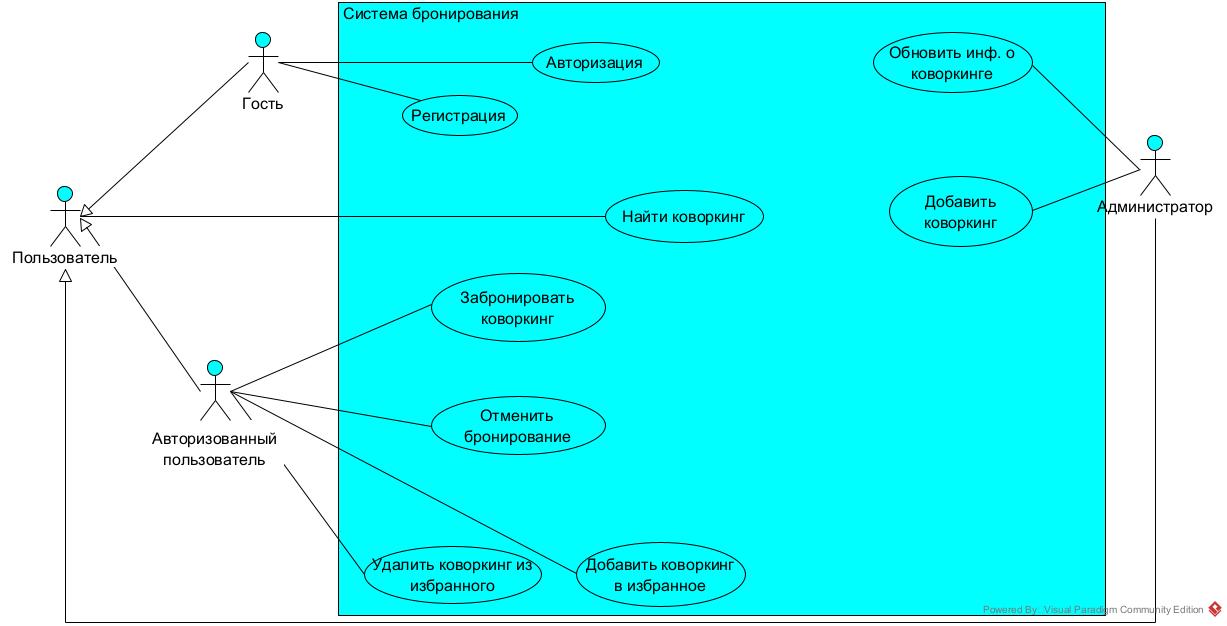 Система бронирования
Гость
Авторизация
Регистрация
Обновить инф. о
коворкинге
Администратор
Добавить
коворкинг
Найти коворкинг
Пользователь
Забронировать
коворкинг
Отменить
бронирование
Авторизованный
пользователь
Удалить коворкинг из
избранного
Добавить коворкинг
в избранное
Powered By Visual Paradigm Community Edition